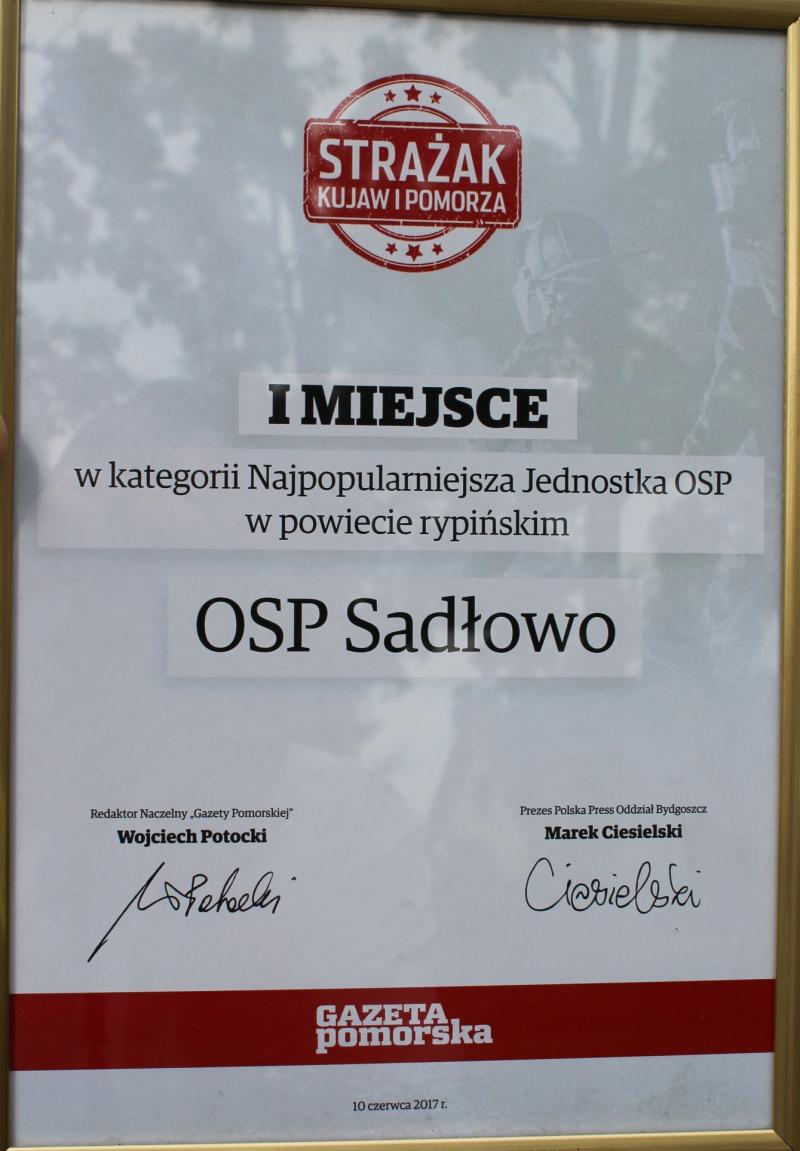 STRAŻAK
KUJAW I POMORZA
I MIEJSCE
w kategorii Najpopularniejsza Jednostka OSP
w powiecie rypińskim
OSP Sadłowo
Redaktor Naczelny „Gazety Pomorskiej”
Wojciech Potocki
Prezes Polska Press Oddział Bydgoszcz
Marek Ciesielski
Ciesielski
GAZETA
pomorska
10 czerwca 2017 r.